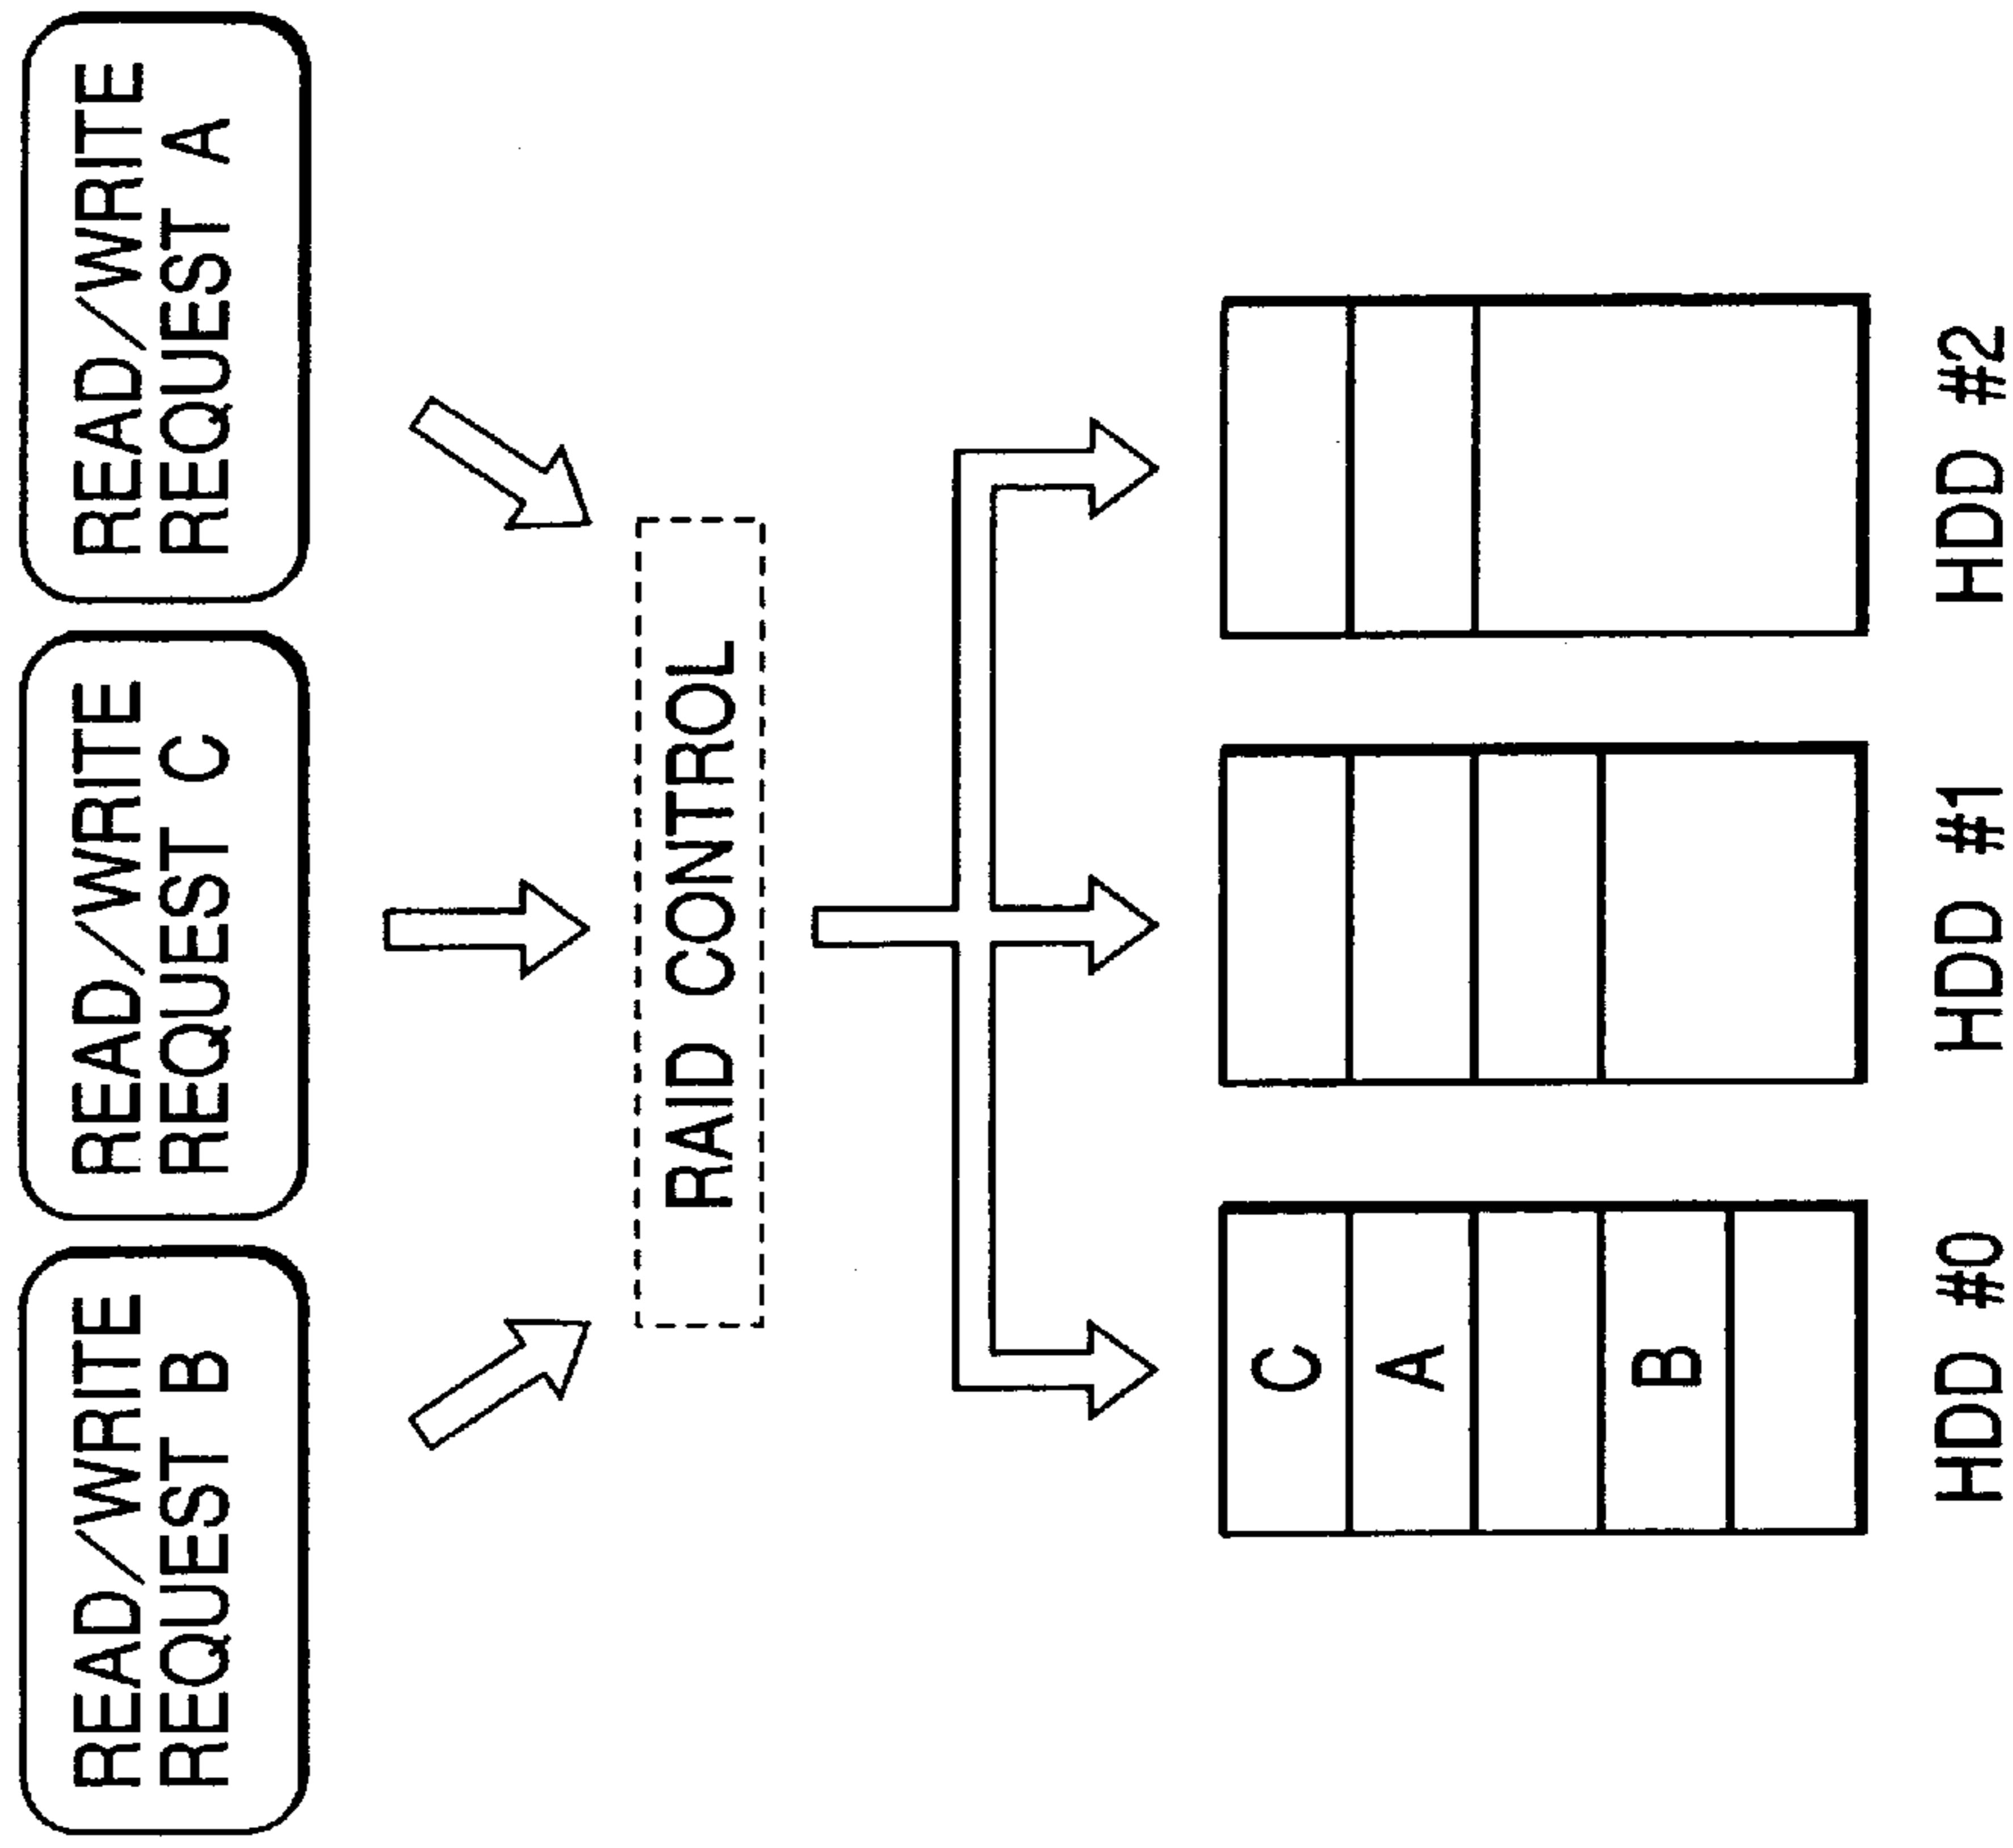 READ/WRITE
REQUEST B
READ/WRITE
REQUEST C
READ/WRITE
REQUEST A
RAID CONTROL
C
A
B
HDD #0
HDD #1
HDD #2